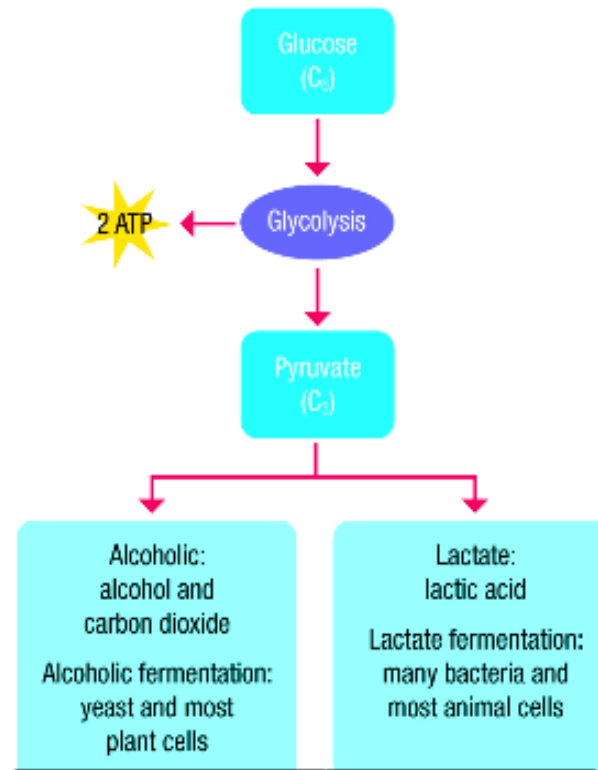 Glucose
(C₆)
2 ATP
Glycolysis
Pyruvate
(C₃)
Alcoholic:
alcohol and
carbon dioxide
Alcoholic fermentation:
yeast and most
plant cells
Lactate:
lactic acid
Lactate fermentation:
many bacteria and
most animal cells